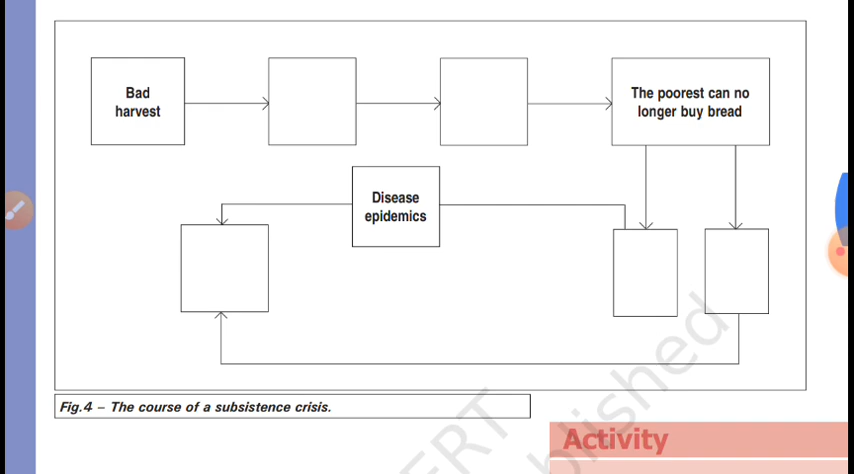 Bad
harvest
The poorest can no
longer buy bread
Disease
epidemics
Fig.4 – The course of a subsistence crisis.
Activity